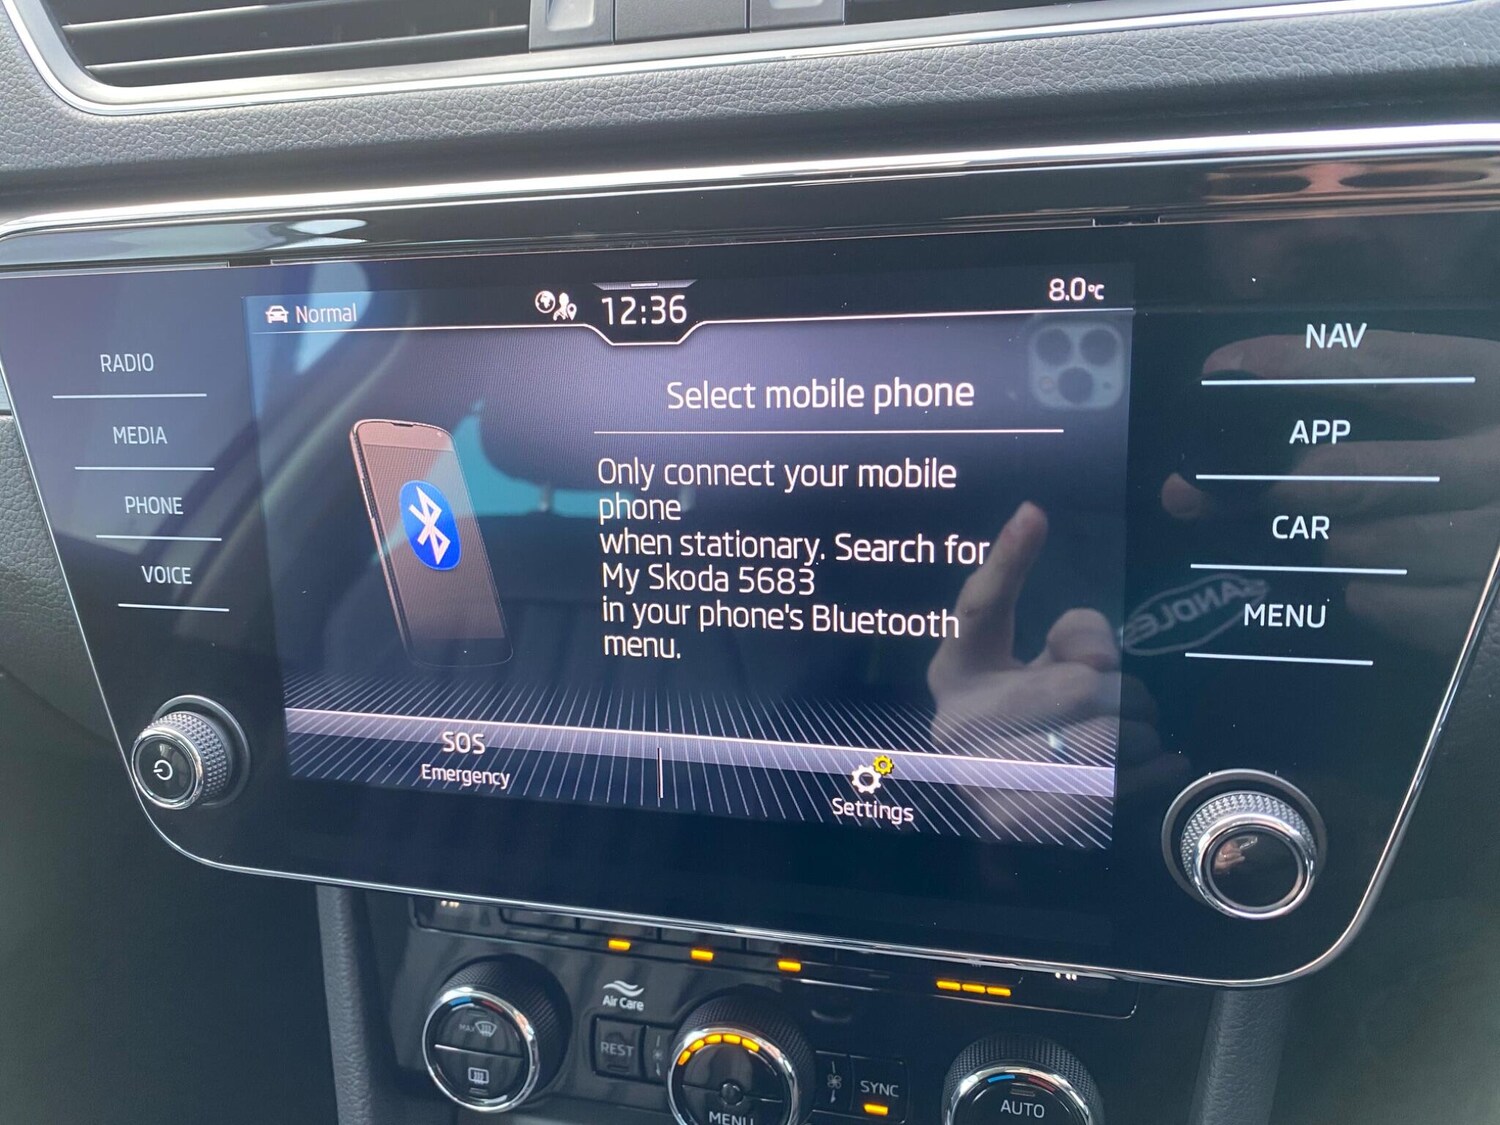 Normal
12:36
8.0°C
RADIO
MEDIA
PHONE
VOICE
Select mobile phone
Only connect your mobile
phone
when stationary. Search for
My Skoda 5683
in your phone's Bluetooth
menu.
SOS
Emergency
Settings
NAV
APP
CAR
MENU
Air Care
MAX
REST
MENU
SYNC
AUTO